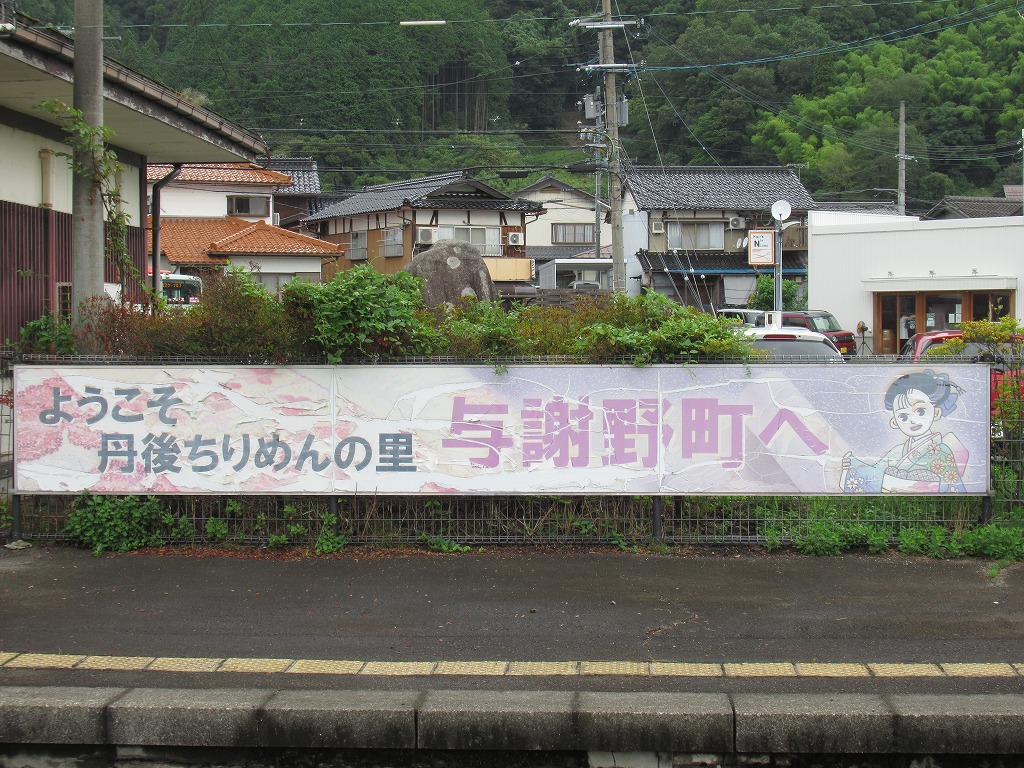 ようこそ
丹後ちりめんの里
与謝野町へ